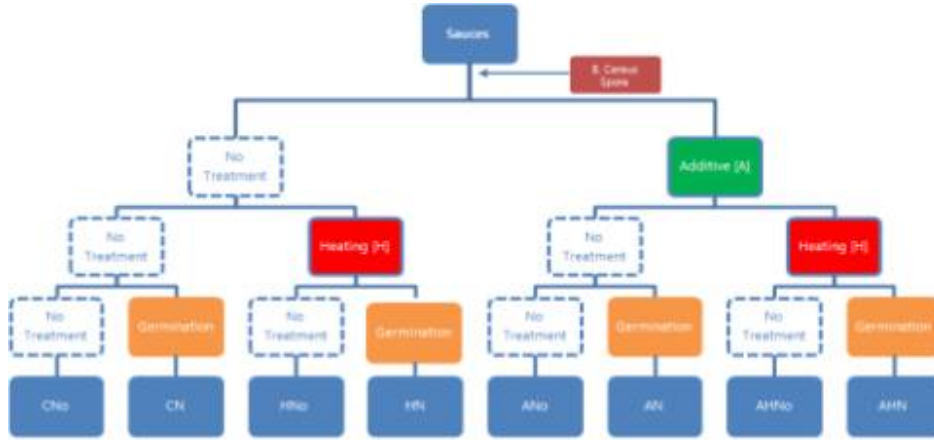 Sauces
B. Cereus
Spore
No
Treatment
Additive [A]
No
Treatment
Heating [H]
No
Treatment
Heating [H]
No
Treatment
Germination
No
Treatment
Germination
No
Treatment
Germination
No
Treatment
Germination
CNo
CN
HNo
HN
ANo
AN
AHNo
AHN